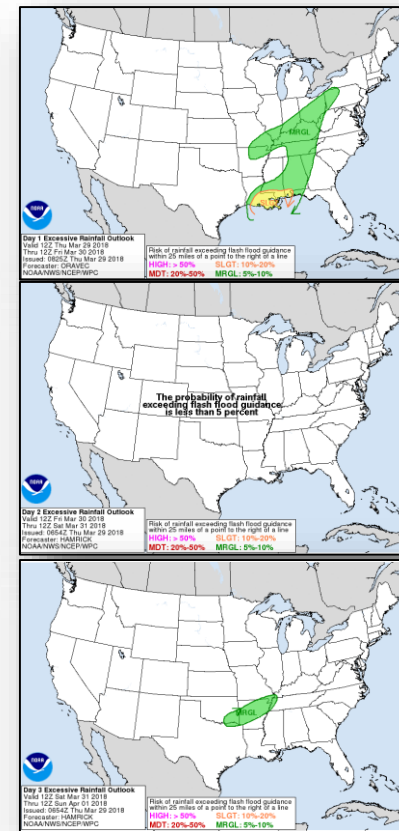 MRGL
NOAA
Day 1 Excessive Rainfall Outlook
Valid 12Z Thu Mar 29 2018
Thru 12Z Fri Mar 30 2018
Issued: 0825Z Thu Mar 29 2018
Forecaster: ORAVEC
NOAA/NWS/NCEP/WPC
Risk of rainfall exceeding flash flood guidance
within 25 miles of a point to the right of a line
HIGH: > 50% SLGT: 10%-20%
MDT: 20%-50% MRGL: 5%-10%
The probability of rainfall
exceeding flash flood guidance
is less than 5 percent
NOAA
Day 2 Excessive Rainfall Outlook
Valid 12Z Fri Mar 30 2018
Thru 12Z Sat Mar 31 2018
Issued: 0654Z Thu Mar 29 2018
Forecaster: HAMRICK
NOAA/NWS/NCEP/WPC
Risk of rainfall exceeding flash flood guidance
within 25 miles of a point to the right of a line
HIGH: > 50% SLGT: 10%-20%
MDT: 20%-50% MRGL: 5%-10%
MRGL
NOAA
Day 3 Excessive Rainfall Outlook
Valid 12Z Sat Mar 31 2018
Thru 12Z Sun Apr 01 2018
Issued: 0654Z Thu Mar 29 2018
Forecaster: HAMRICK
NOAA/NWS/NCEP/WPC
Risk of rainfall exceeding flash flood guidance
within 25 miles of a point to the right of a line
HIGH: > 50% SLGT: 10%-20%
MDT: 20%-50% MRGL: 5%-10%